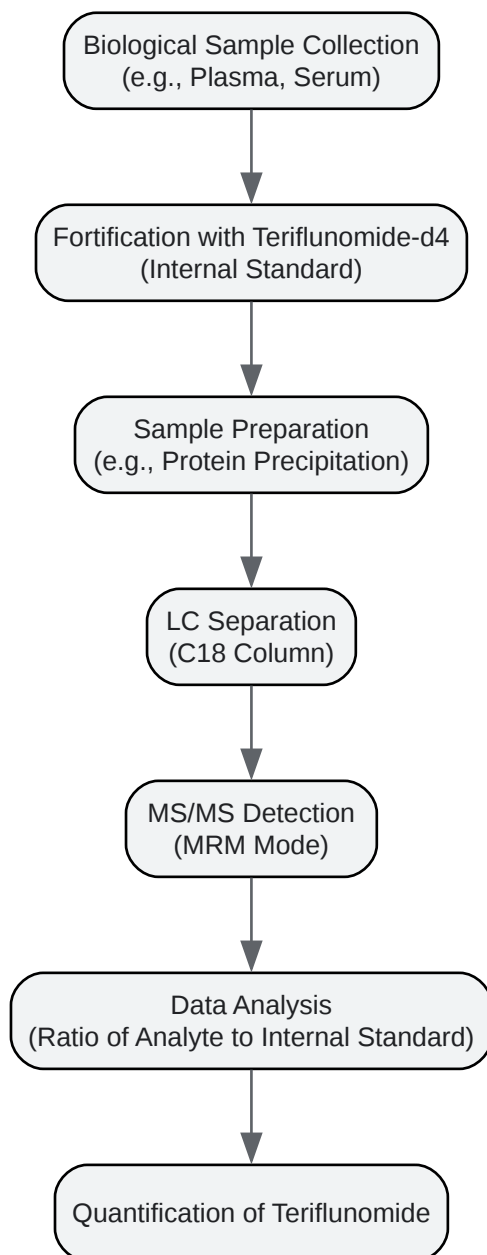 Biological Sample Collection
(e.g., Plasma, Serum)
Fortification with Teriflunomide-d4
(Internal Standard)
Sample Preparation
(e.g., Protein Precipitation)
LC Separation
(C18 Column)
MS/MS Detection
(MRM Mode)
Data Analysis
(Ratio of Analyte to Internal Standard)
Quantification of Teriflunomide